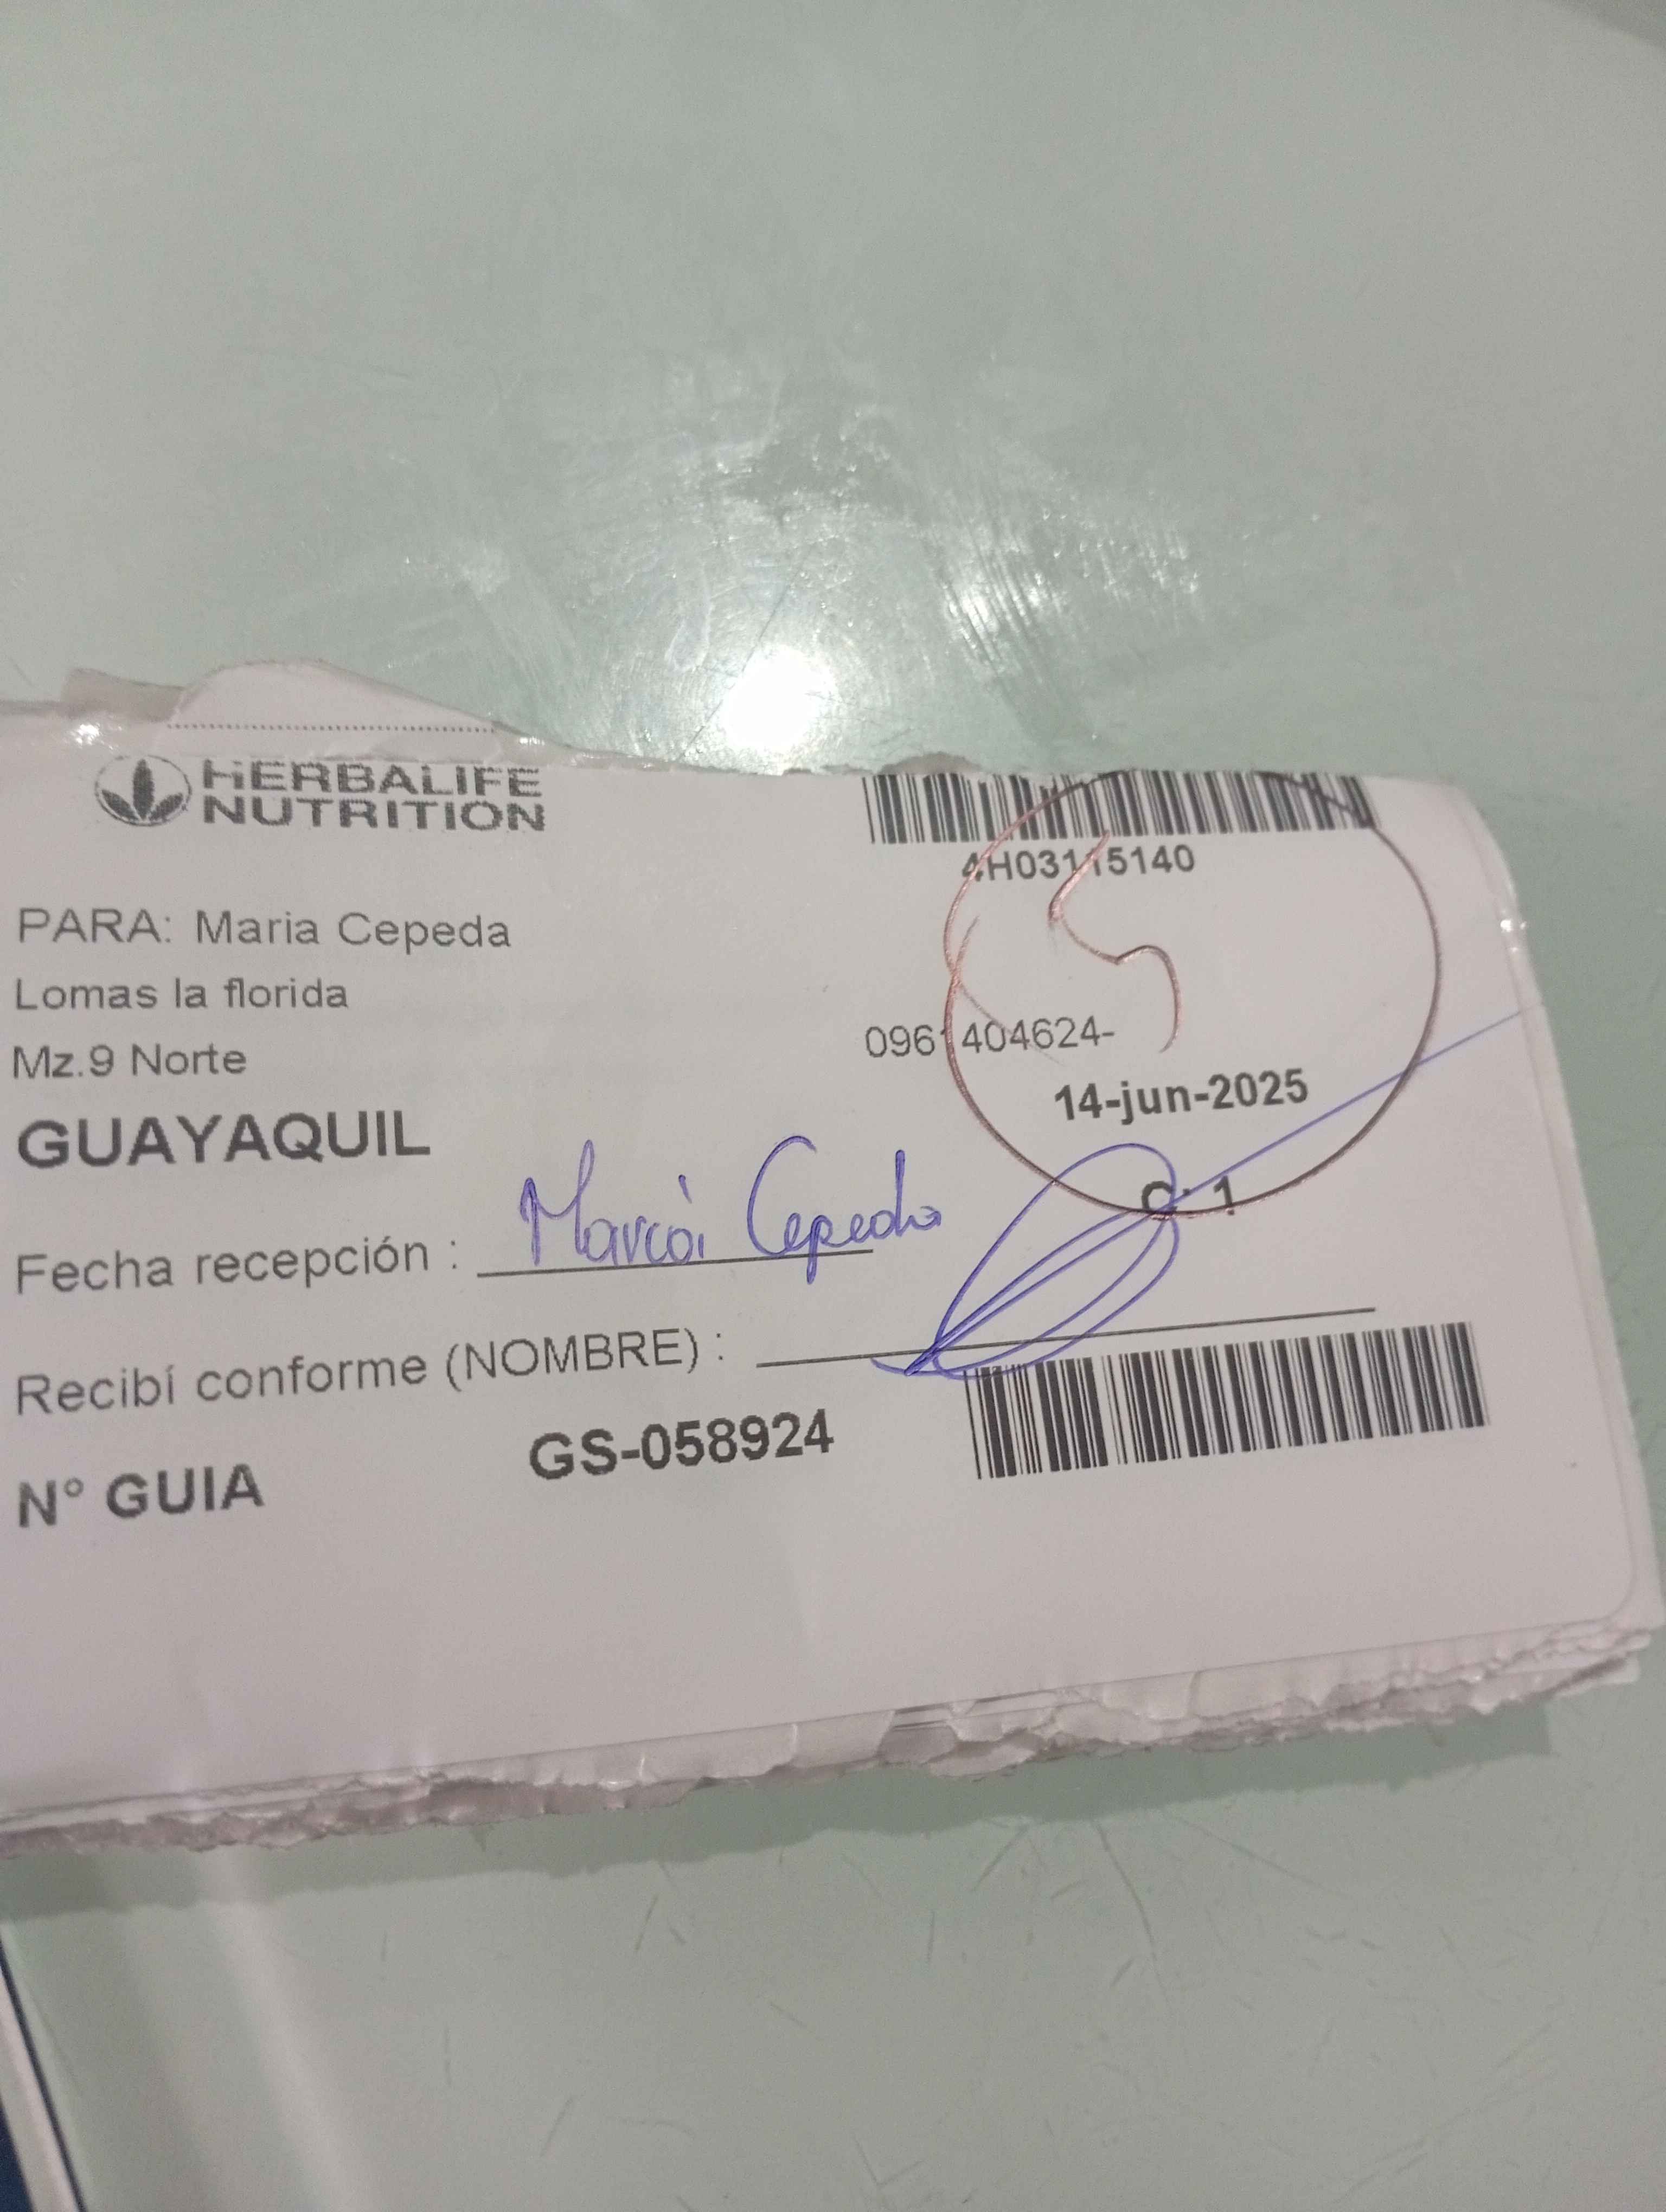 HERBALIFE
NUTRITION
4H03115140
PARA: Maria Cepeda
Lomas la florida
Mz.9 Norte
0961404624-
GUAYAQUIL
14-jun-2025
C: 1
5
Fecha recepción : Marcia Cepeda
Recibí conforme (NOMBRE) :
N° GUIA GS-058924